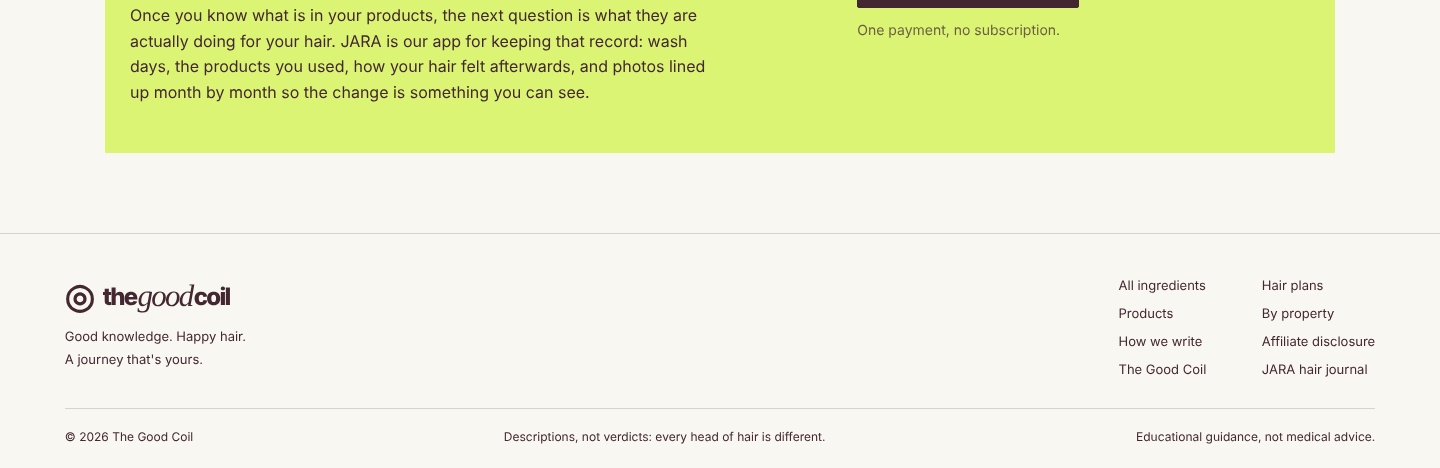 Once you know what is in your products, the next question is what they are
actually doing for your hair. JARA is our app for keeping that record: wash
days, the products you used, how your hair felt afterwards, and photos lined
up month by month so the change is something you can see.
One payment, no subscription.
thegoodcoil
Good knowledge. Happy hair.
A journey that's yours.
All ingredients
Products
How we write
The Good Coil
Hair plans
By property
Affiliate disclosure
JARA hair journal
© 2026 The Good Coil
Descriptions, not verdicts: every head of hair is different.
Educational guidance, not medical advice.